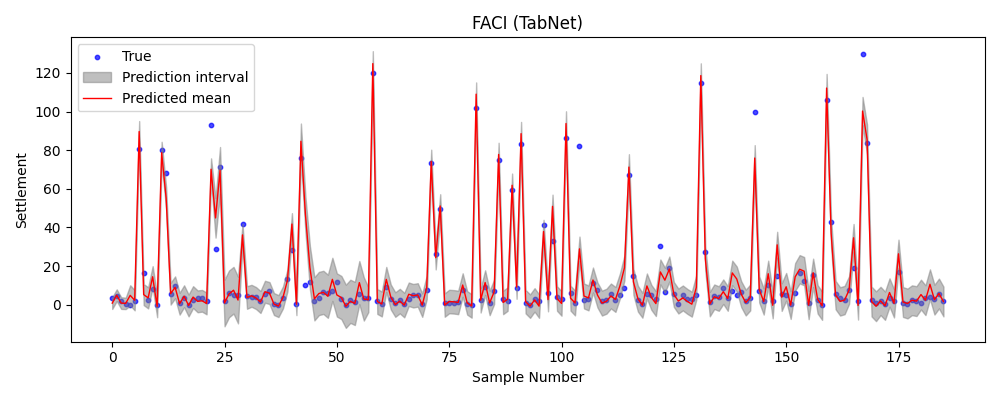 FACI (TabNet)
True
Prediction interval
Predicted mean
Settlement
120
100
80
60
40
20
0
0 25 50 75 100 125 150 175
Sample Number